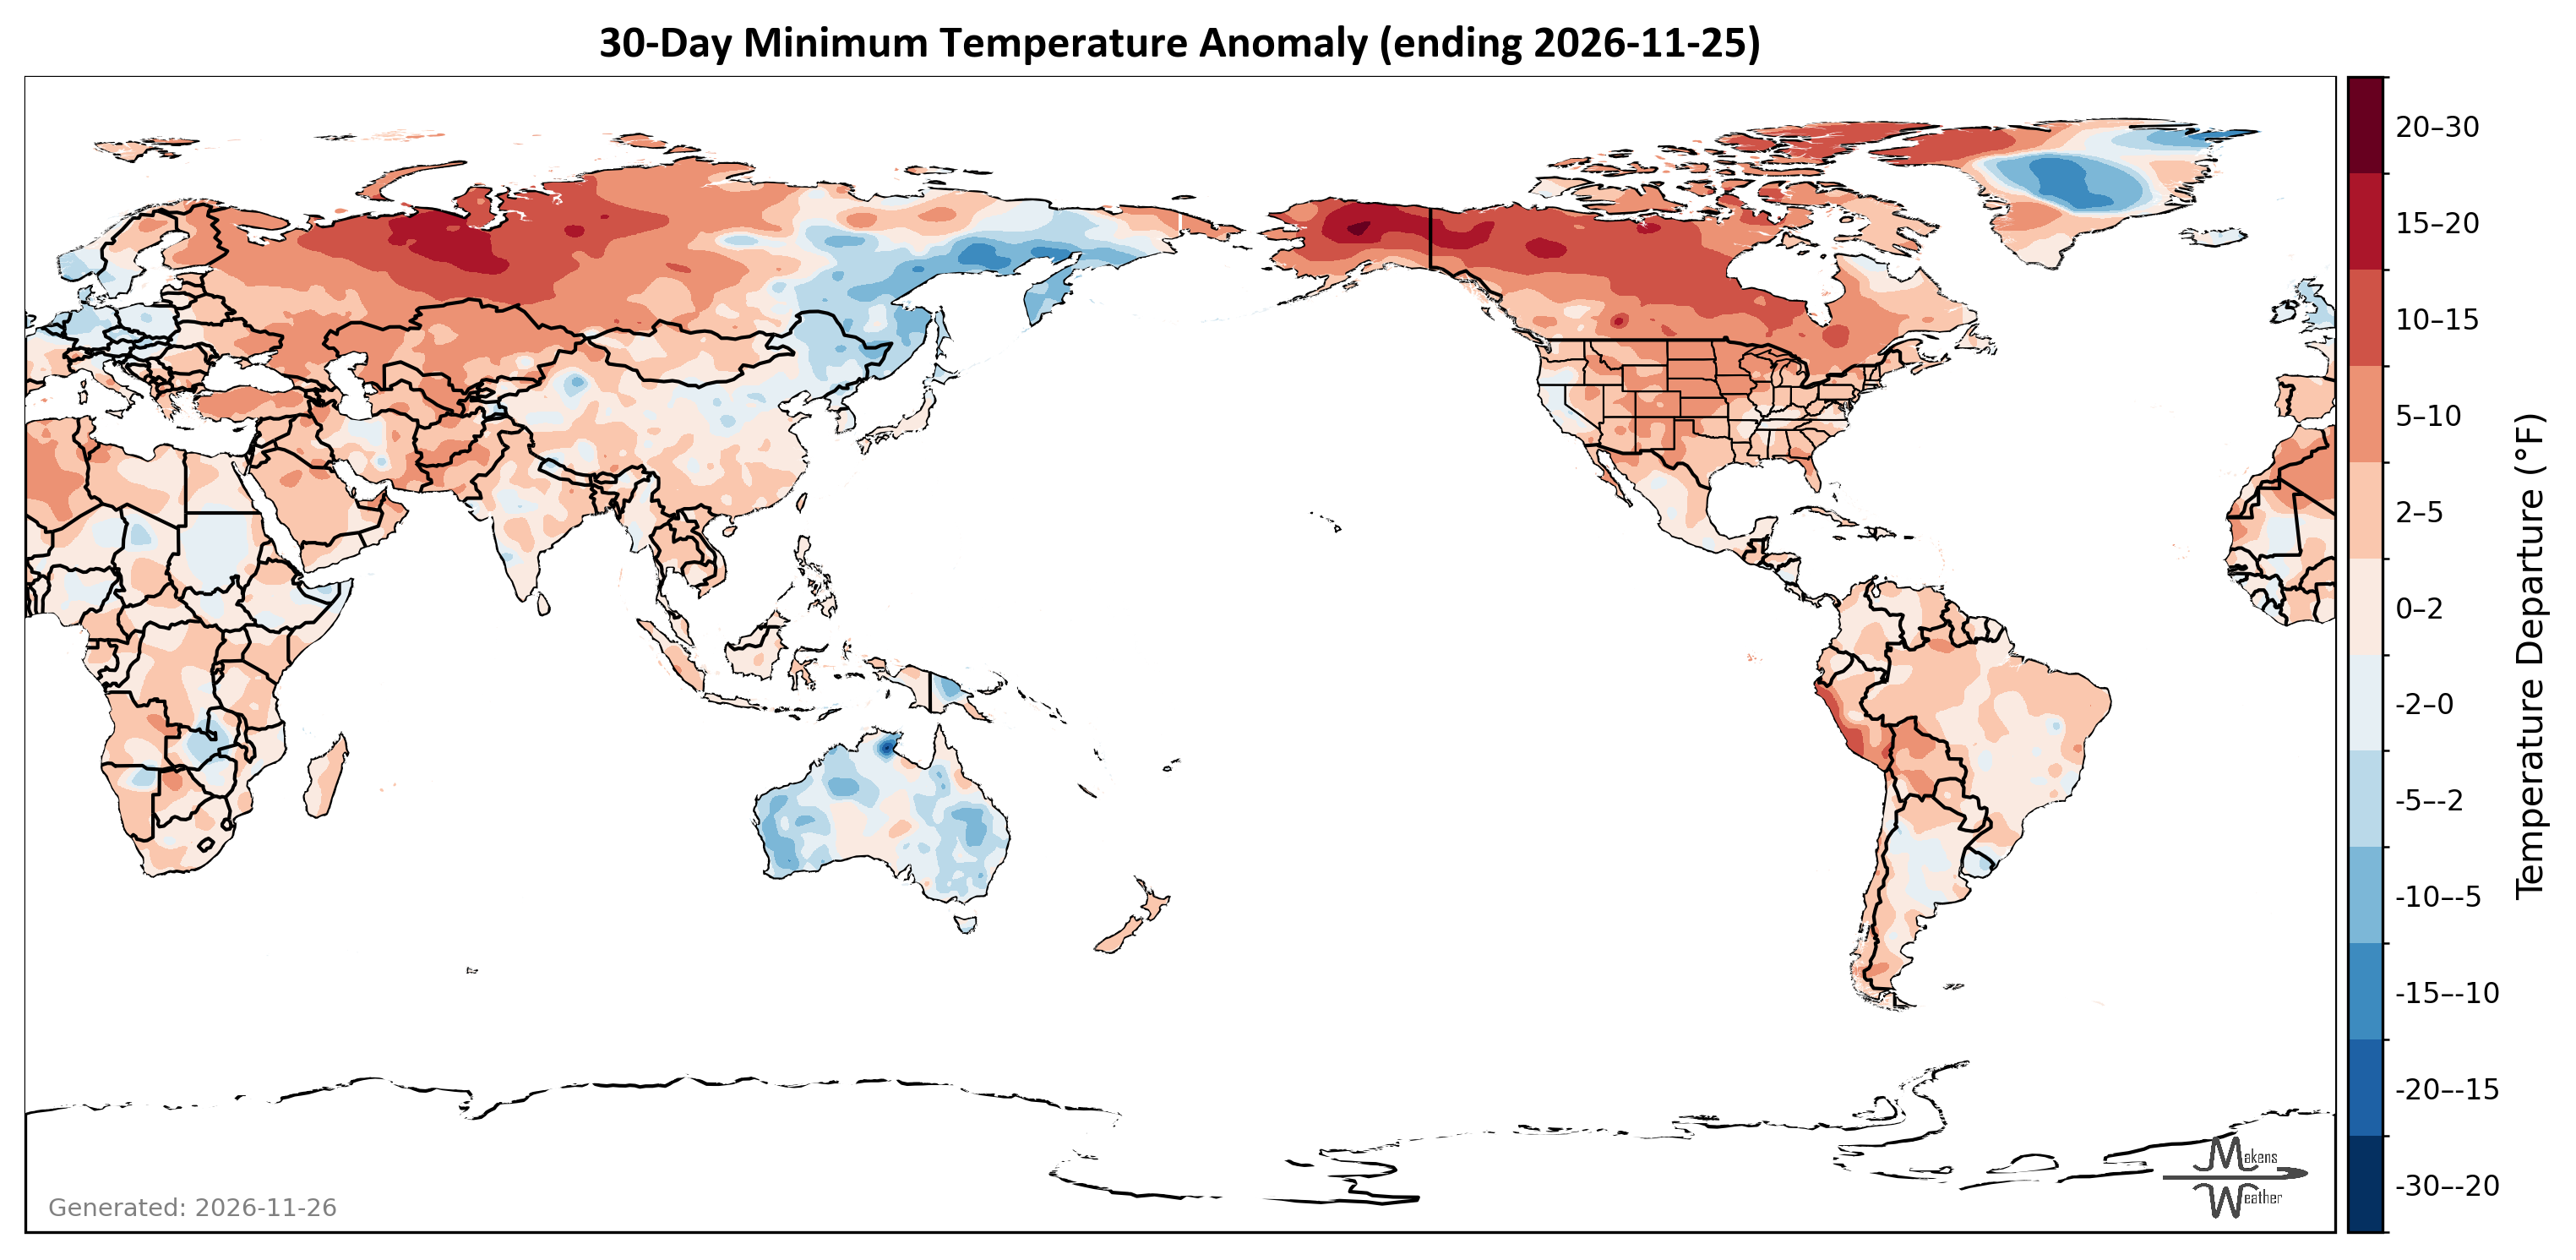 30-Day Minimum Temperature Anomaly (ending 2026-11-25)
20–30
15–20
10–15
5–10
2–5
0–2
-2–0
-5–-2
-10–-5
-15–-10
-20–-15
-30–-20
Temperature Departure (°F)
Generated: 2026-11-26
Makens
Weather